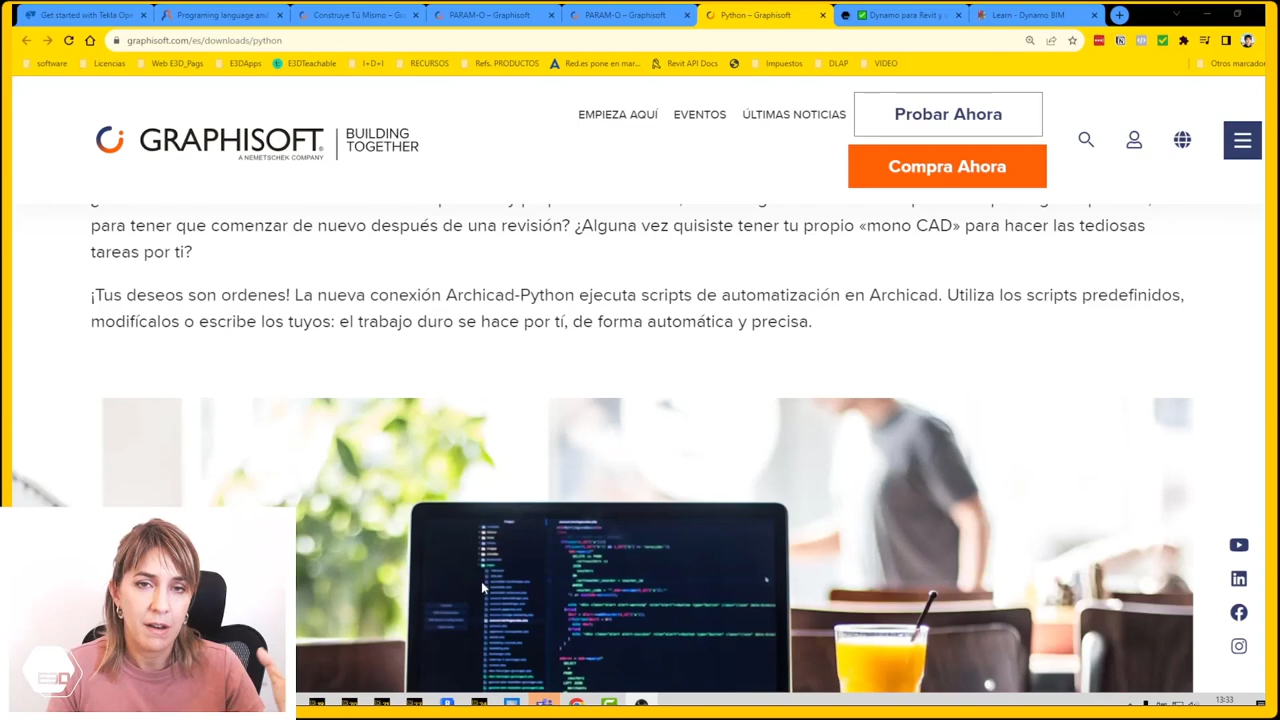 Get started with Tekla Ope
Programing language and
Construye Tú Mismo – Gr
PARAM-O – Graphisoft
PARAM-O – Graphisoft
Python – Graphisoft
Dynamo para Revit y
Learn - Dynamo BIM
graphisoft.com/es/downloads/python
software
Licencias
Web E3D_Pags
E3DApps
E3DTeachable
I+D+I
RECURSOS
Refs. PRODUCTOS
Red.es pone en mar...
Revit API Docs
Impuestos
DLAP
VIDEO
Otros marcador
EMPIEZA AQUÍ
EVENTOS
ÚLTIMAS NOTICIAS
Probar Ahora
Compra Ahora
GRAPHISOFT
A NEMETSCHEK COMPANY
BUILDING
TOGETHER
para tener que comenzar de nuevo después de una revisión? ¿Alguna vez quisiste tener tu propio «mono CAD» para hacer las tediosas
tareas por ti?
¡Tus deseos son ordenes! La nueva conexión Archicad-Python ejecuta scripts de automatización en Archicad. Utiliza los scripts predefinidos,
modifícalos o escribe los tuyos: el trabajo duro se hace por tí, de forma automática y precisa.
E3D
13:33